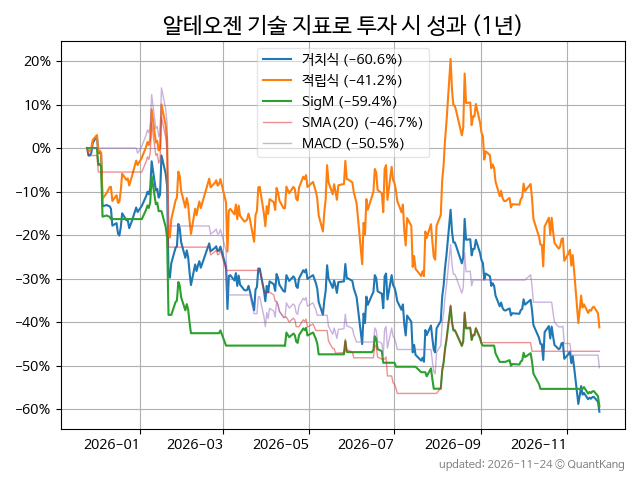 알테오젠 기술 지표로 투자 시 성과 (1년)
거치식 (−60.6%)
적립식 (−41.2%)
SigM (−59.4%)
SMA(20) (−46.7%)
MACD (−50.5%)
20%
10%
0%
−10%
−20%
−30%
−40%
−50%
−60%
2026-01 2026-03 2026-05 2026-07 2026-09 2026-11
updated: 2026-11-24 © QuantKang